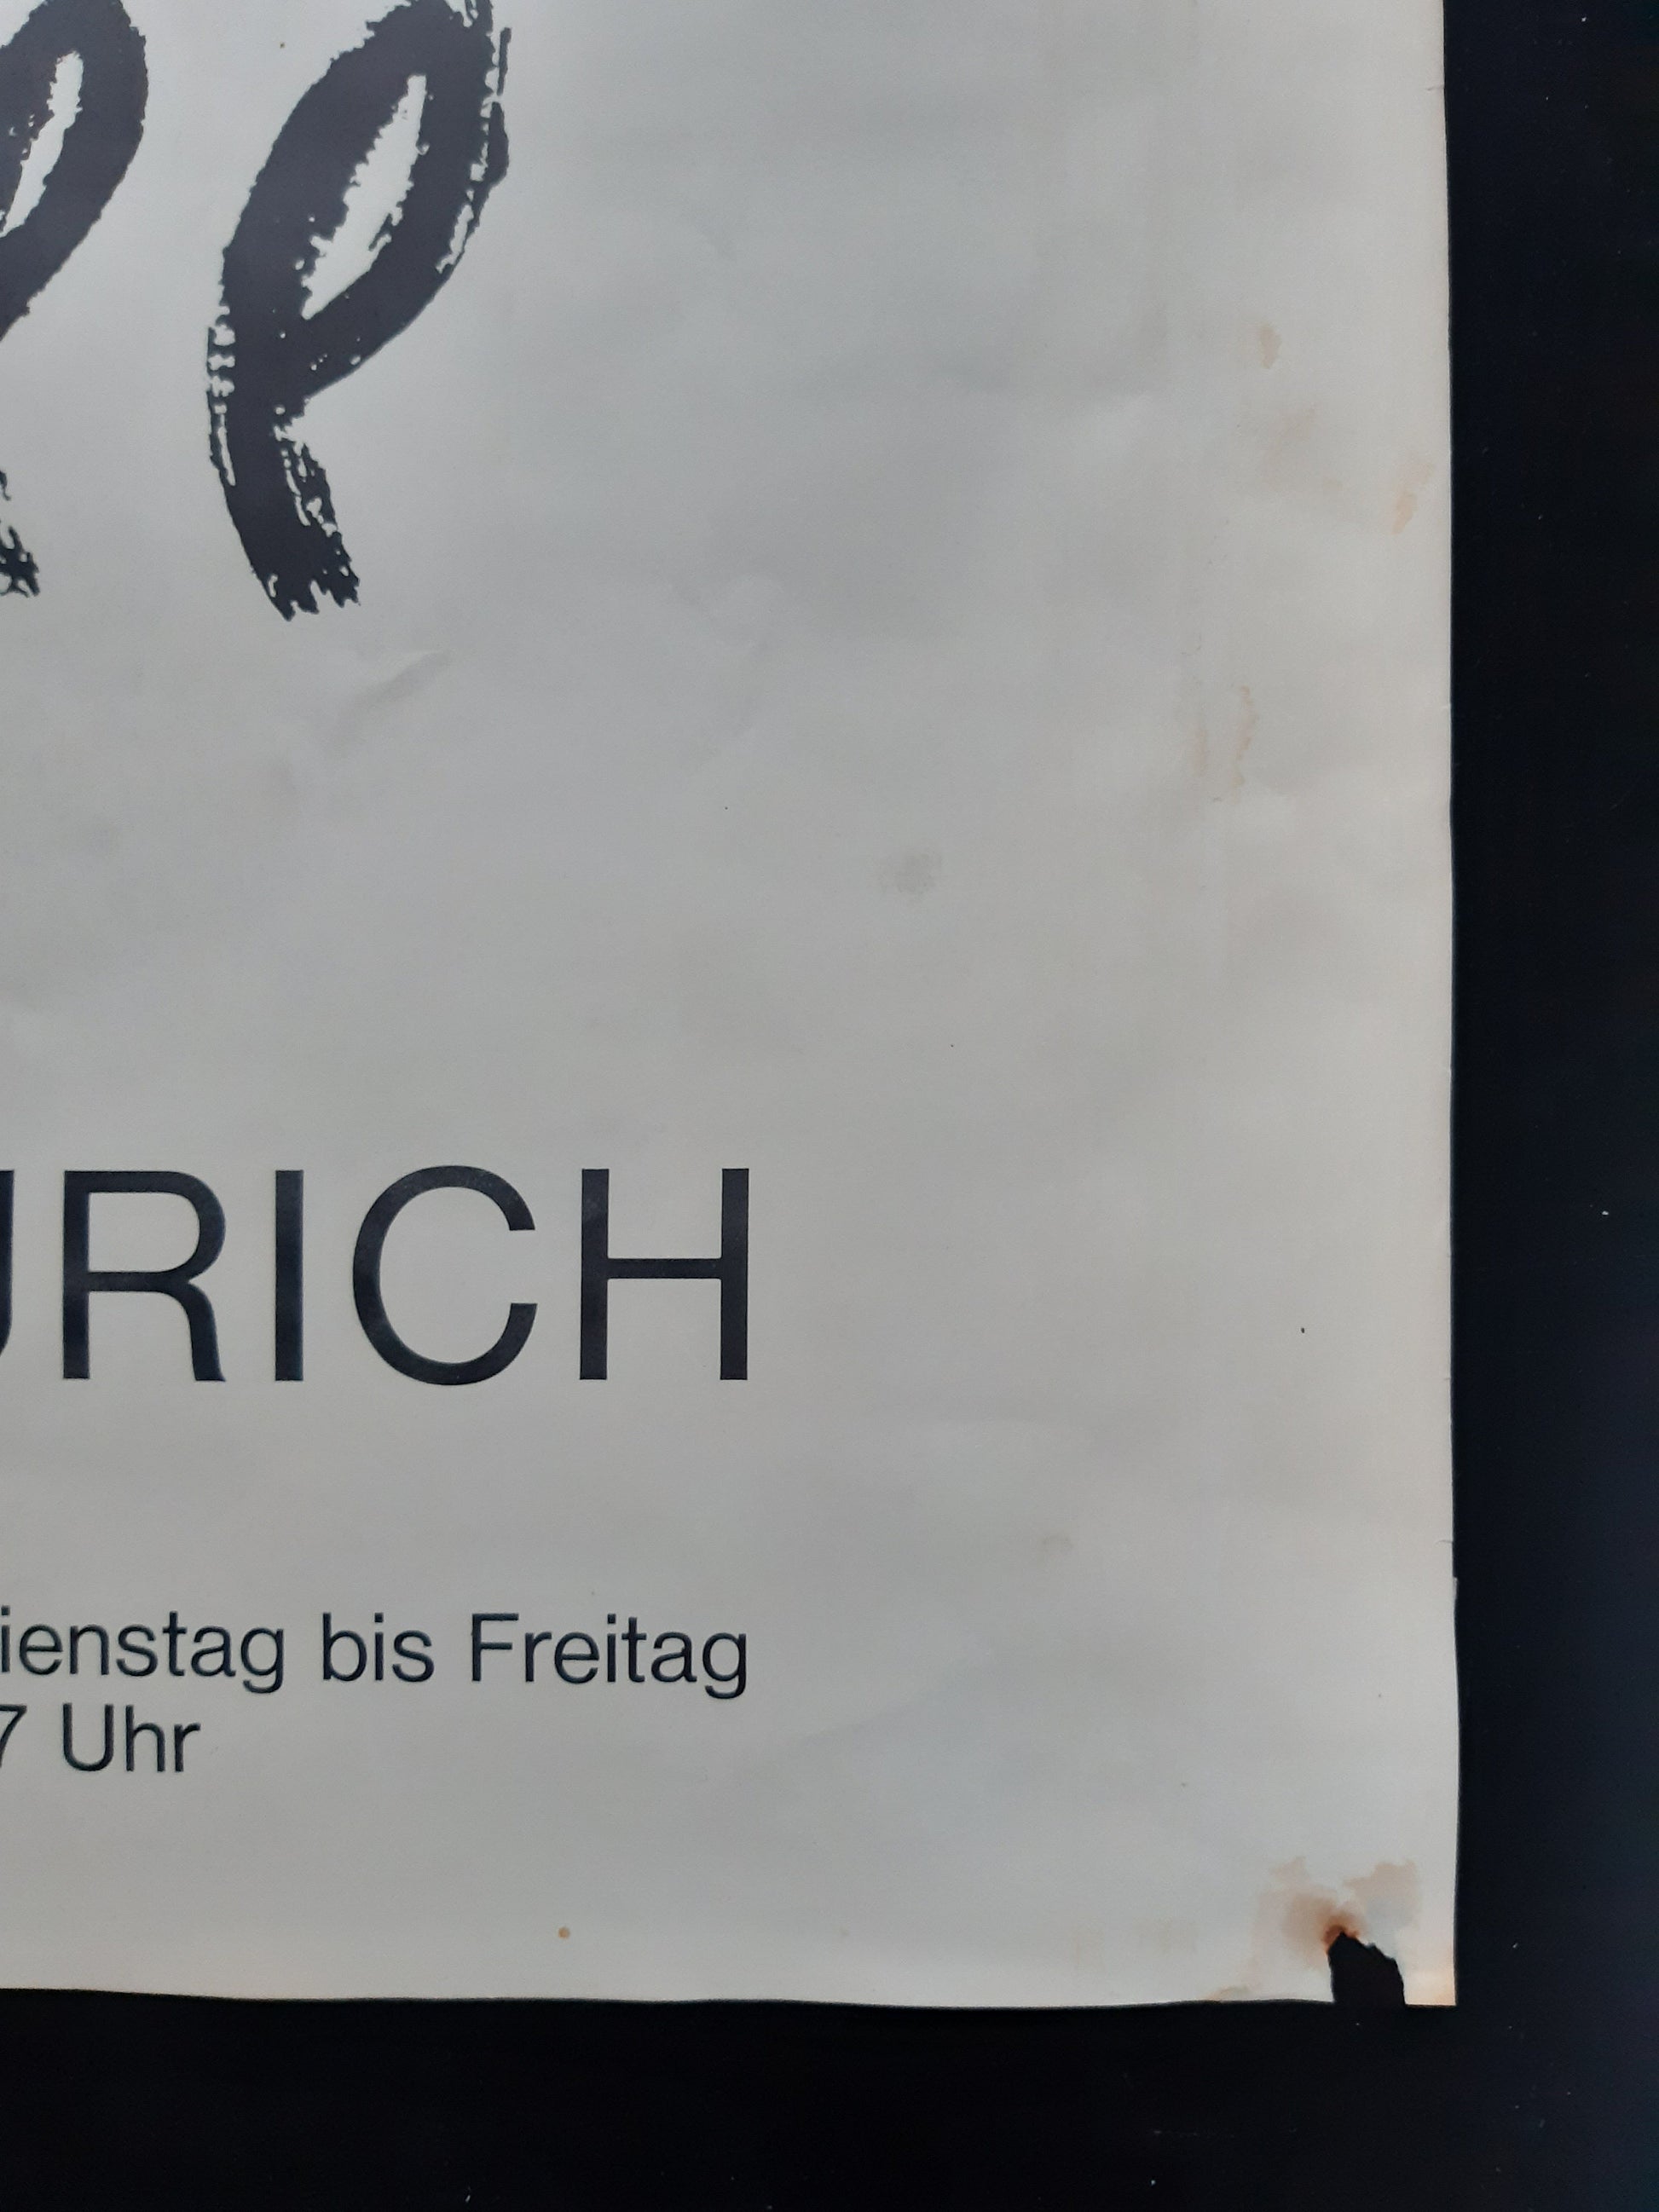 URICH
ienstag bis Freitag
7 Uhr